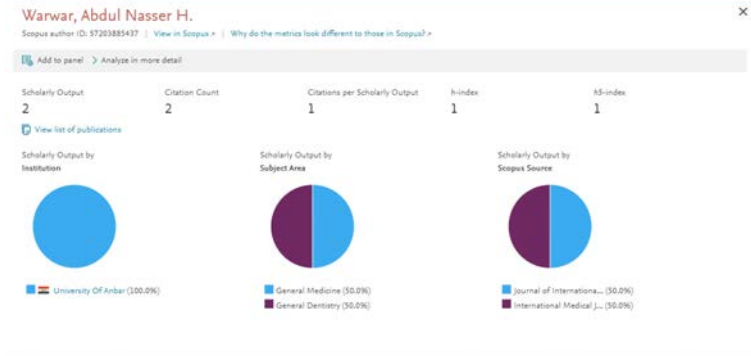 Warwar, Abdul Nasser H.
×
Scopus author ID: 57203885437 | View in Scopus ↗ | Why do the metrics look different to those in Scopus? ↗
Add to panel > Analyze in more detail
Scholarly Output Citation Count Citations per Scholarly Output h-index h5-index
2 2 1 1 1
View list of publications
Scholarly Output by Scholarly Output by Scholarly Output by
Institution Subject Area Scopus Source
University Of Anbar (100.0%) General Medicine (50.0%) Journal of Internationa... (50.0%)
General Dentistry (50.0%) International Medical J... (50.0%)